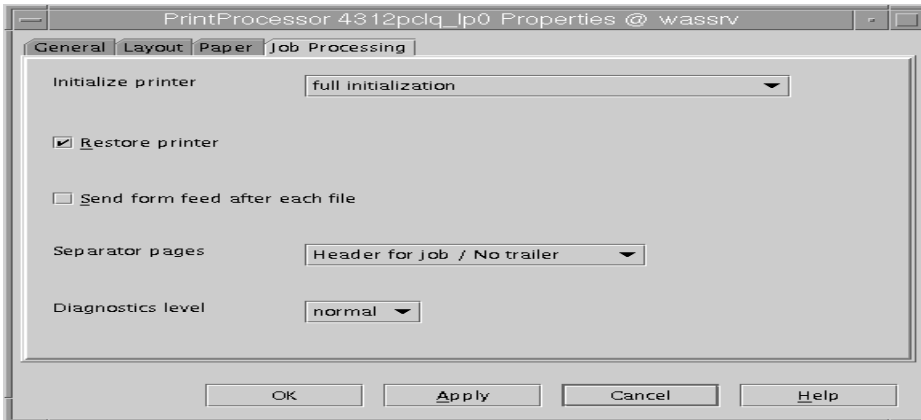 PrintProcessor 4312pclq_lp0 Properties @ wassrv
General Layout Paper Job Processing
Initialize printer full initialization
Restore printer
Send form feed after each file
Separator pages Header for job / No trailer
Diagnostics level normal
OK Apply Cancel Help